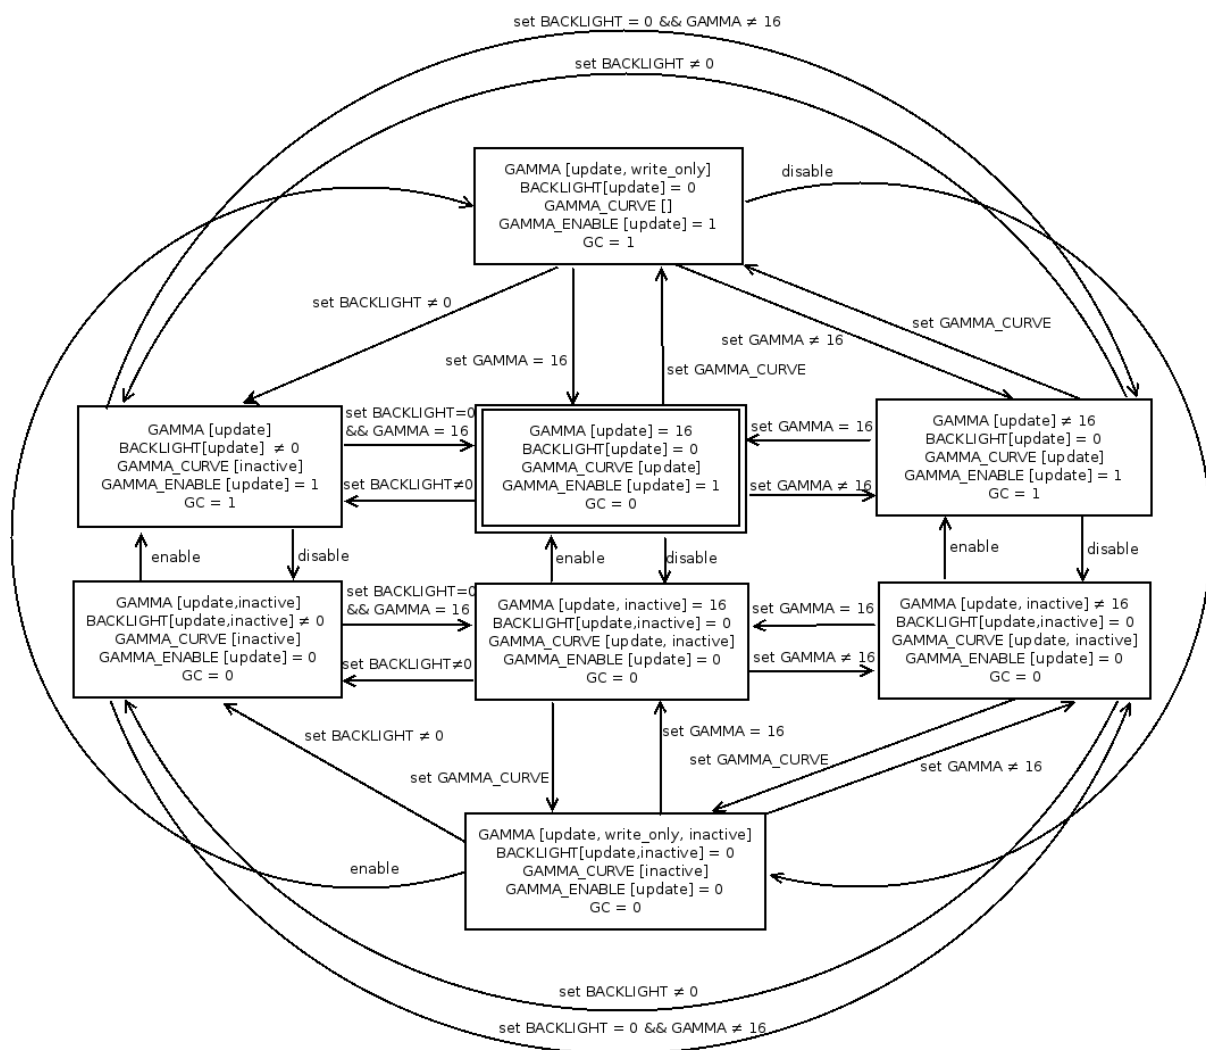 set BACKLIGHT = 0 && GAMMA ≠ 16
set BACKLIGHT ≠ 0
GAMMA [update, write_only]
BACKLIGHT[update] = 0
GAMMA_CURVE []
GAMMA_ENABLE [update] = 1
GC = 1
disable
set BACKLIGHT ≠ 0
set GAMMA = 16
set GAMMA_CURVE
set GAMMA ≠ 16
set GAMMA_CURVE
GAMMA [update]
BACKLIGHT[update] ≠ 0
GAMMA_CURVE [inactive]
GAMMA_ENABLE [update] = 1
GC = 1
set BACKLIGHT=0
&& GAMMA = 16
set BACKLIGHT≠0
GAMMA [update] = 16
BACKLIGHT[update] = 0
GAMMA_CURVE [update]
GAMMA_ENABLE [update] = 1
GC = 0
set GAMMA = 16
set GAMMA ≠ 16
GAMMA [update] ≠ 16
BACKLIGHT[update] = 0
GAMMA_CURVE [update]
GAMMA_ENABLE [update] = 1
GC = 1
enable
disable
enable
disable
enable
disable
GAMMA [update,inactive]
BACKLIGHT[update,inactive] ≠ 0
GAMMA_CURVE [inactive]
GAMMA_ENABLE [update] = 0
GC = 0
set BACKLIGHT=0
&& GAMMA = 16
set BACKLIGHT≠0
GAMMA [update, inactive] = 16
BACKLIGHT[update,inactive] = 0
GAMMA_CURVE [update, inactive]
GAMMA_ENABLE [update] = 0
GC = 0
set GAMMA = 16
set GAMMA ≠ 16
GAMMA [update, inactive] ≠ 16
BACKLIGHT[update,inactive] = 0
GAMMA_CURVE [update, inactive]
GAMMA_ENABLE [update] = 0
GC = 0
set BACKLIGHT ≠ 0
set GAMMA_CURVE
set GAMMA = 16
set GAMMA_CURVE
set GAMMA ≠ 16
GAMMA [update, write_only, inactive]
BACKLIGHT[update,inactive] = 0
GAMMA_CURVE [inactive]
GAMMA_ENABLE [update] = 0
GC = 0
enable
set BACKLIGHT ≠ 0
set BACKLIGHT = 0 && GAMMA ≠ 16